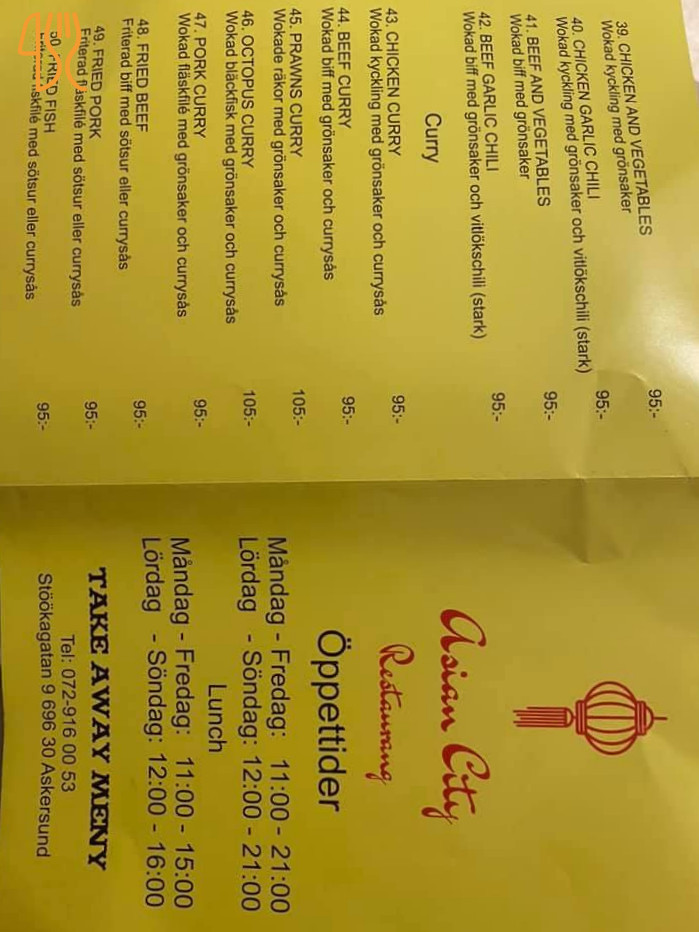 39. CHICKEN AND VEGETABLES 95:-
Wokad kyckling med grönsaker
40. CHICKEN GARLIC CHILI 95:-
Wokad kyckling med grönsaker och vitlökschili (stark)
41. BEEF AND VEGETABLES 95:-
Wokad biff med grönsaker
42. BEEF GARLIC CHILI 95:-
Wokad biff med grönsaker och vitlökschili (stark)
Curry
43. CHICKEN CURRY 95:-
Wokad kyckling med grönsaker och currysås
44. BEEF CURRY 95:-
Wokad biff med grönsaker och currysås
45. PRAWNS CURRY 105:-
Wokade räkor med grönsaker och currysås
46. OCTOPUS CURRY 105:-
Wokad bläckfisk med grönsaker och currysås
47. PORK CURRY 95:-
Wokad fläskfilé med grönsaker och currysås
48. FRIED BEEF 95:-
Friterad biff med sötsur eller currysås
49. FRIED PORK 95:-
Friterad fläskfilé med sötsur eller currysås
50. FRIED FISH 95:-
med sötsur eller currysås
Asian City
Restaurang
Öppettider
Måndag - Fredag: 11:00 - 21:00
Lördag - Söndag: 12:00 - 21:00
Lunch
Måndag - Fredag: 11:00 - 15:00
Lördag - Söndag: 12:00 - 16:00
TAKE AWAY MENY
Tel: 072-916 00 53
Stöökagatan 9 696 30 Askersund